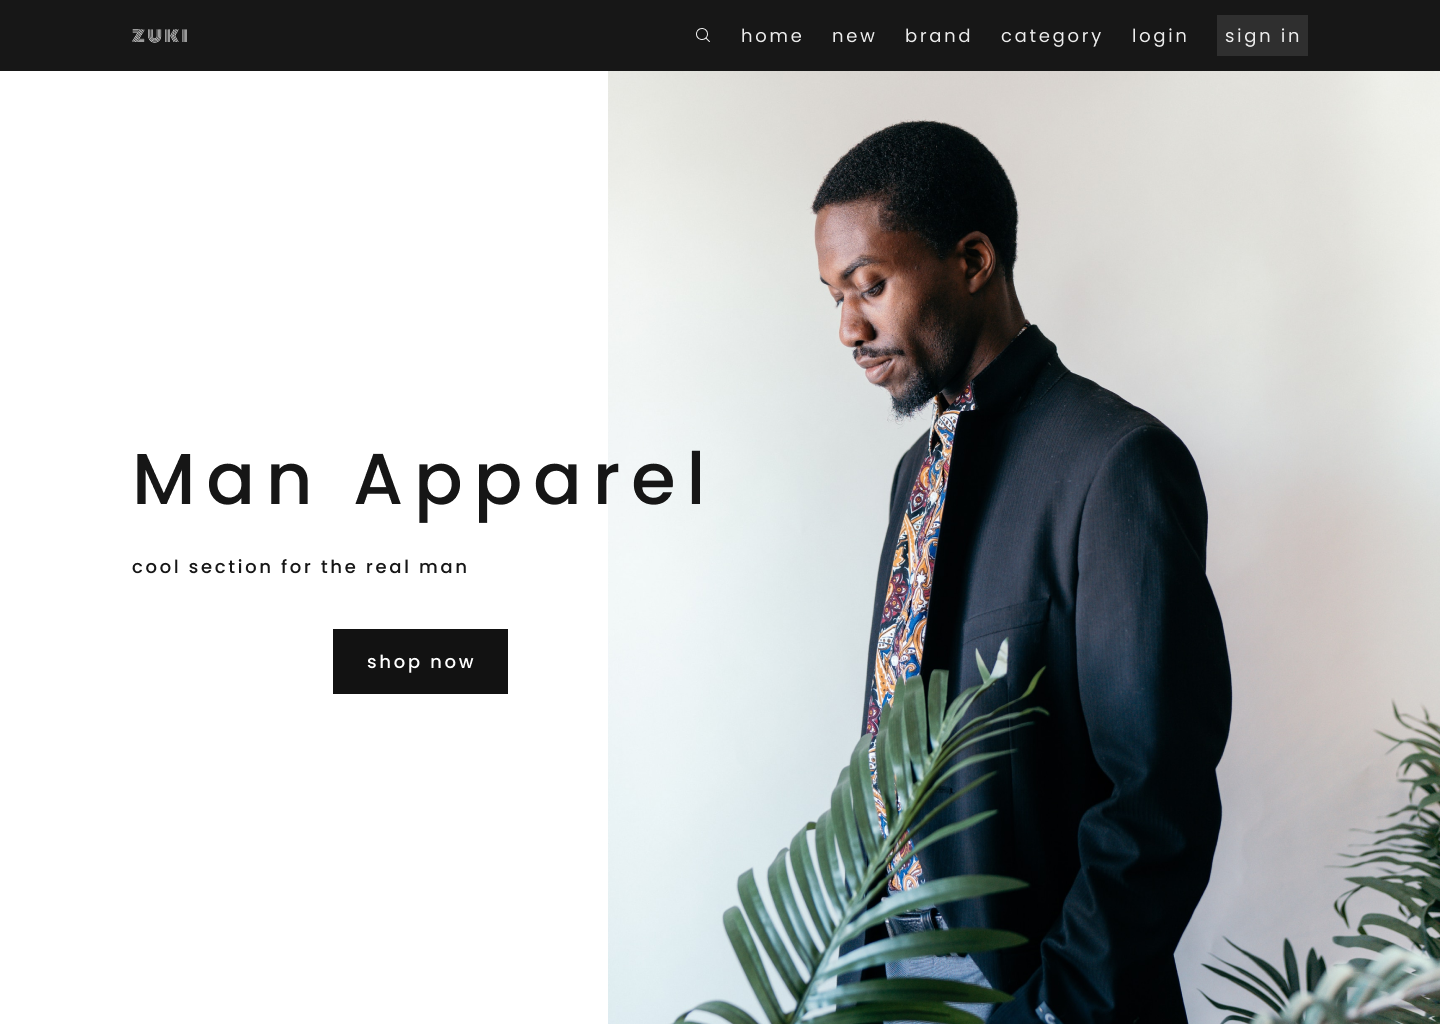 ZUKI home new brand category login sign in
Man Apparel
cool section for the real man
shop now